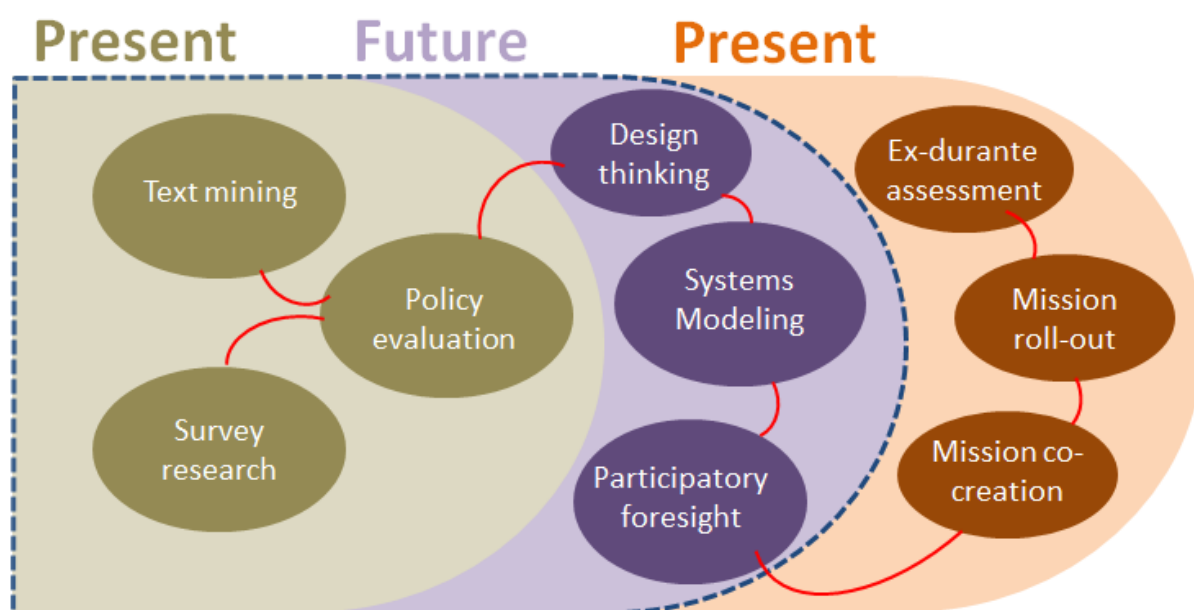 Present
Future
Present
Text mining
Survey
research
Policy
evaluation
Design
thinking
Systems
Modeling
Participatory
foresight
Ex-durante
assessment
Mission
roll-out
Mission co-
creation